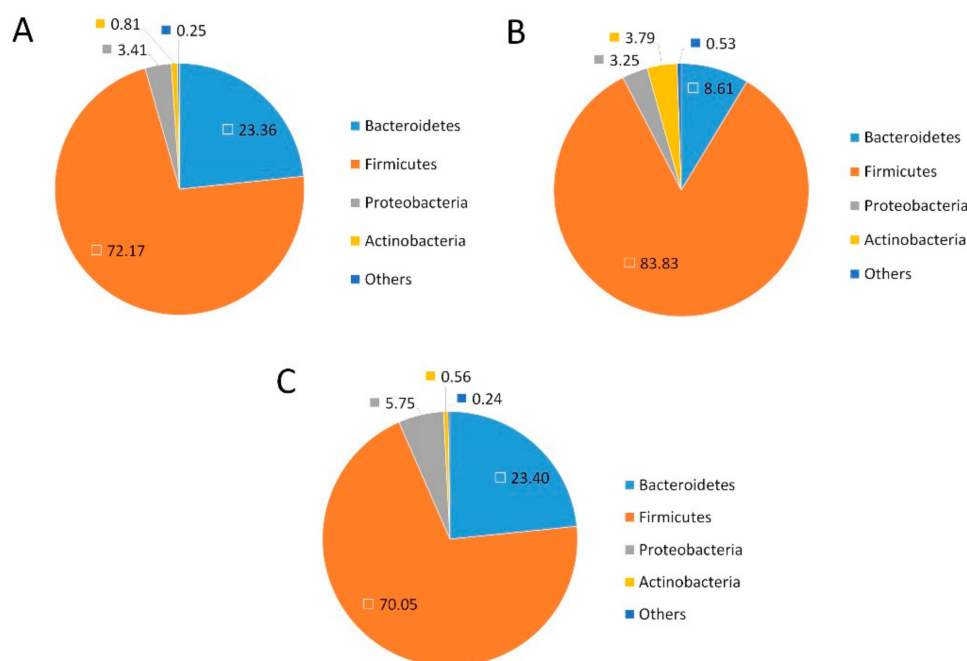 A
0.81
0.25
3.41
23.36
72.17
Bacteroidetes
Firmicutes
Proteobacteria
Actinobacteria
Others
B
3.79
0.53
3.25
8.61
83.83
Bacteroidetes
Firmicutes
Proteobacteria
Actinobacteria
Others
C
0.56
0.24
5.75
23.40
70.05
Bacteroidetes
Firmicutes
Proteobacteria
Actinobacteria
Others